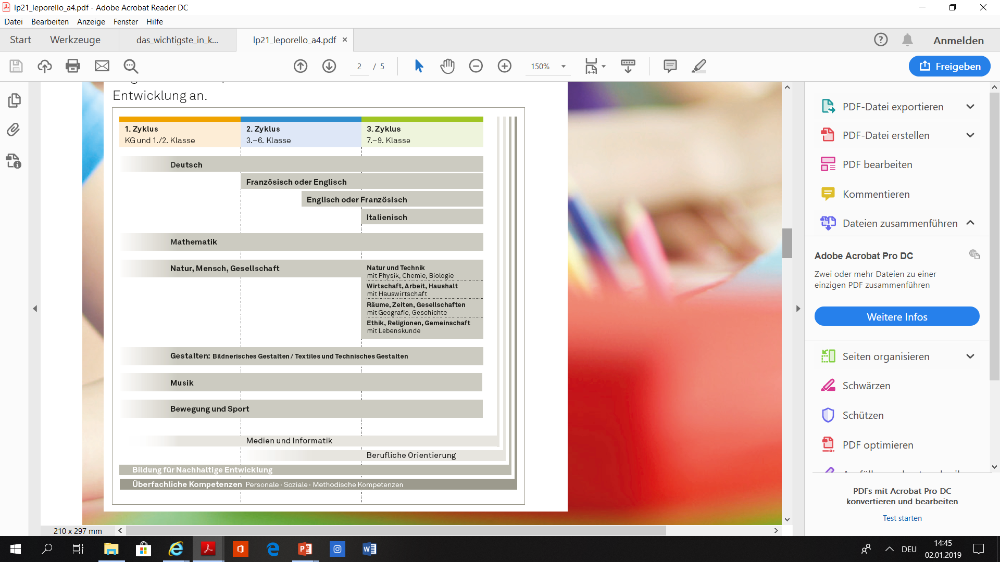 lp21_leporello_a4.pdf - Adobe Acrobat Reader DC
Datei Bearbeiten Anzeige Fenster Hilfe
Start Werkzeuge das_wichtigste_in_k... lp21_leporello_a4.pdf × Anmelden
2 / 5 150% Freigeben
Entwicklung an.
1. Zyklus 2. Zyklus 3. Zyklus
KG und 1./2. Klasse 3.–6. Klasse 7.–9. Klasse
Deutsch
Französisch oder Englisch
Englisch oder Französisch
Italienisch
Mathematik
Natur, Mensch, Gesellschaft
Natur und Technik
mit Physik, Chemie, Biologie
Wirtschaft, Arbeit, Haushalt
mit Hauswirtschaft
Räume, Zeiten, Gesellschaften
mit Geografie, Geschichte
Ethik, Religionen, Gemeinschaft
mit Lebenskunde
Gestalten: Bildnerisches Gestalten / Textiles und Technisches Gestalten
Musik
Bewegung und Sport
Medien und Informatik
Berufliche Orientierung
Bildung für Nachhaltige Entwicklung
Überfachliche Kompetenzen Personale · Soziale · Methodische Kompetenzen
210 x 297 mm
PDF-Datei exportieren
PDF-Datei erstellen
PDF bearbeiten
Kommentieren
Dateien zusammenführen
Adobe Acrobat Pro DC
Zwei oder mehr Dateien zu einer
einzigen PDF zusammenführen
Weitere Infos
Seiten organisieren
Schwärzen
Schützen
PDF optimieren
PDFs mit Acrobat Pro DC
konvertieren und bearbeiten
Test starten
DEU
14:45
02.01.2019